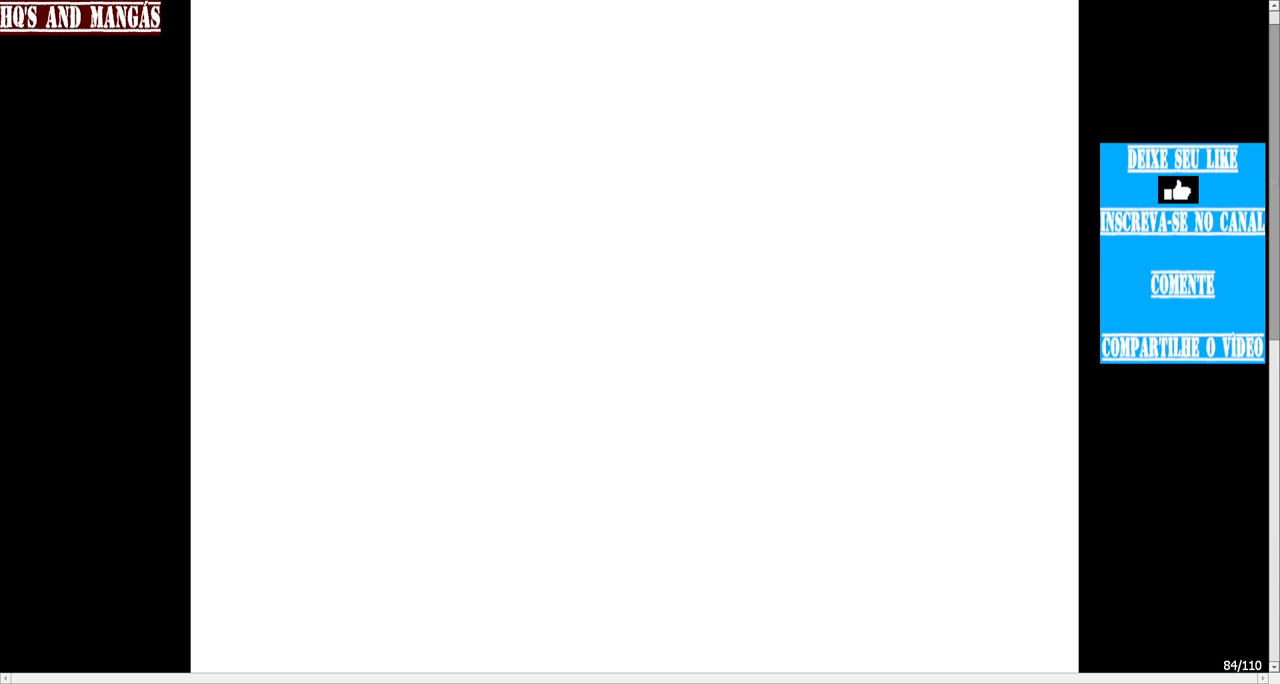 HQ'S AND MANGÁS
DEIXE SEU LIKE
INSCREVA-SE NO CANAL
COMENTE
COMPARTILHE O VÍDEO
84/110